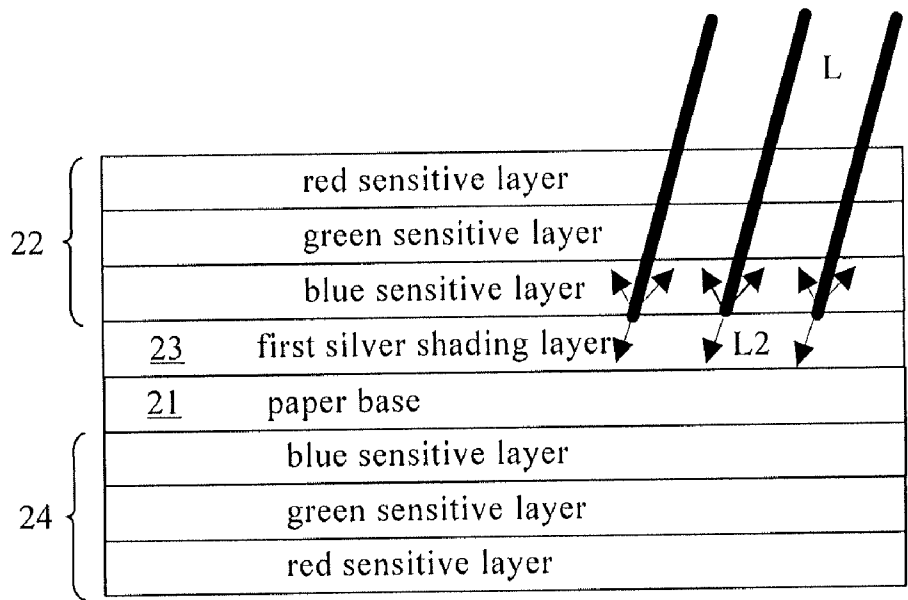 L
red sensitive layer
22
green sensitive layer
blue sensitive layer
23 first silver shading layer L2
21 paper base
blue sensitive layer
24
green sensitive layer
red sensitive layer